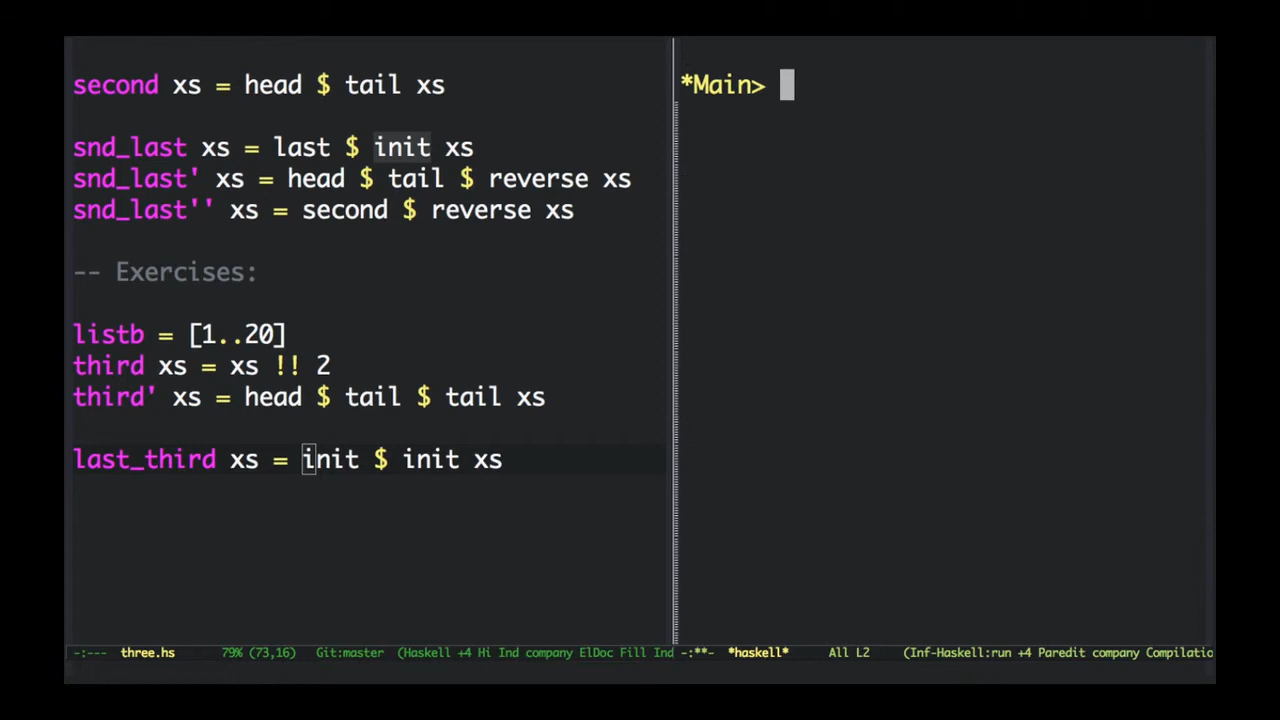 second xs = head $ tail xs
*Main>
snd_last xs = last $ init xs
snd_last' xs = head $ tail $ reverse xs
snd_last'' xs = second $ reverse xs
-- Exercises:
listb = [1..20]
third xs = xs !! 2
third' xs = head $ tail $ tail xs
last_third xs = init $ init xs
-:--- three.hs 79% (73,16) Git:master (Haskell +4 Hi Ind company ElDoc Fill Ind
-:**- *haskell* All L2 (Inf-Haskell:run +4 Paredit company Compilatio